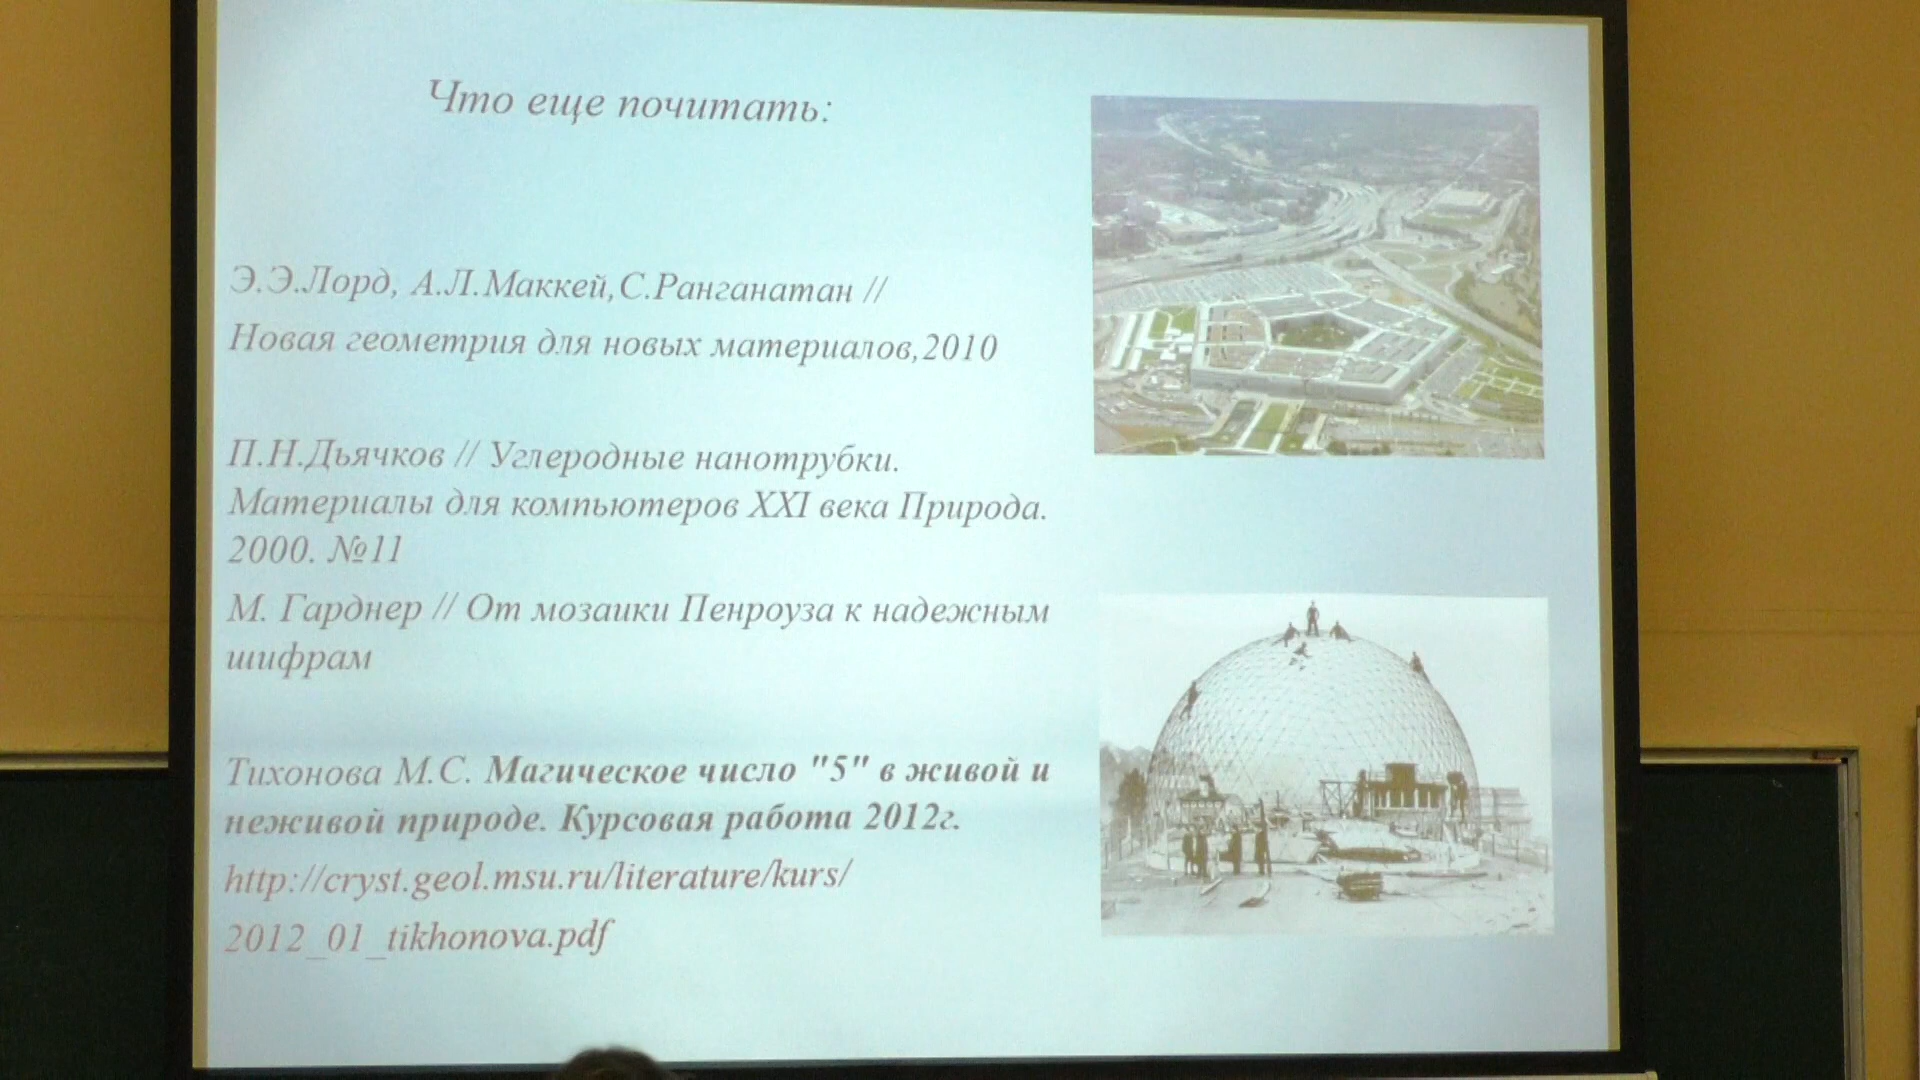 Что еще почитать:
Э.Э.Лорд, А.Л.Маккей,С.Ранганатан //
Новая геометрия для новых материалов,2010
П.Н.Дьячков // Углеродные нанотрубки.
Материалы для компьютеров XXI века Природа.
2000. №11
М. Гарднер // От мозаики Пенроуза к надежным
шифрам
Тихонова М.С. Магическое число "5" в живой и
неживой природе. Курсовая работа 2012г.
http://cryst.geol.msu.ru/literature/kurs/
2012_01_tikhonova.pdf